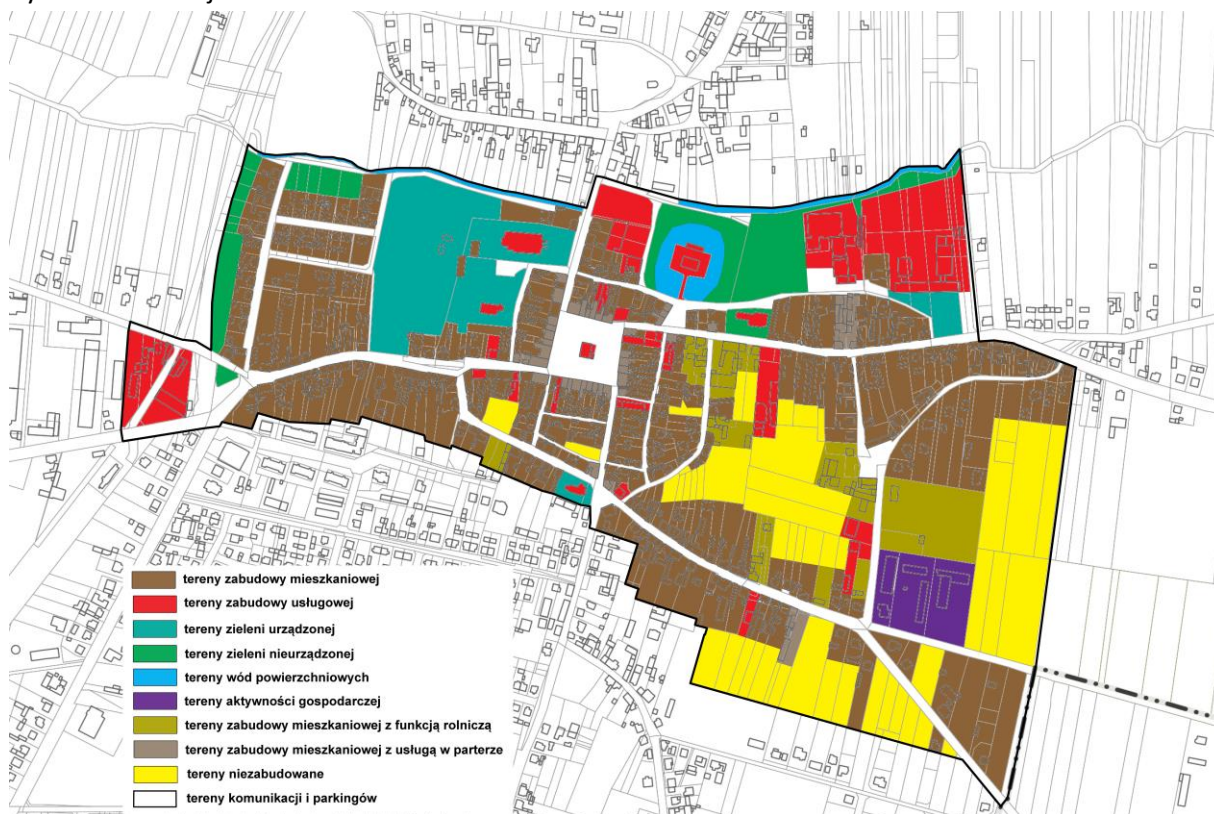 tereny zabudowy mieszkaniowej
tereny zabudowy usługowej
tereny zieleni urządzonej
tereny zieleni nieurządzonej
tereny wód powierzchniowych
tereny aktywności gospodarczej
tereny zabudowy mieszkaniowej z funkcją rolniczą
tereny zabudowy mieszkaniowej z usługą w parterze
tereny niezabudowane
tereny komunikacji i parkingów